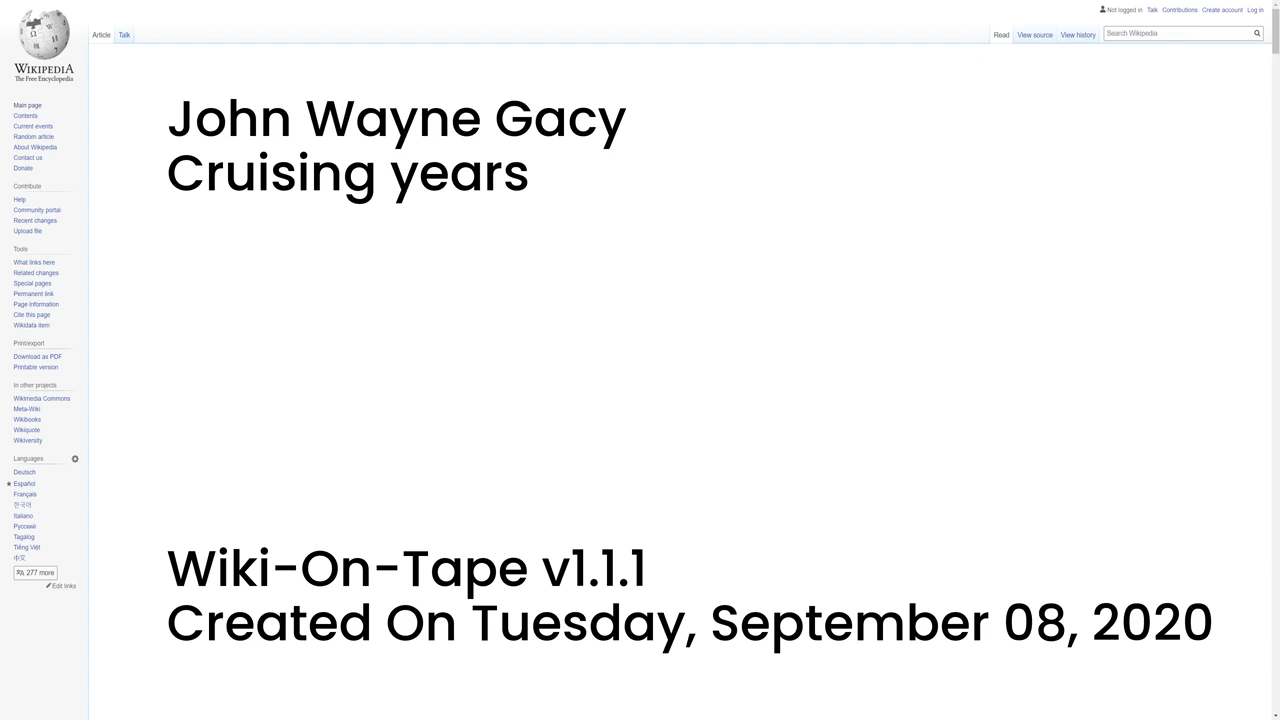 WIKIPEDIA
The Free Encyclopedia
Not logged in Talk Contributions Create account Log in
Article Talk
Read View source View history Search Wikipedia
Main page
Contents
Current events
Random article
About Wikipedia
Contact us
Donate
Contribute
Help
Community portal
Recent changes
Upload file
Tools
What links here
Related changes
Special pages
Permanent link
Page information
Cite this page
Wikidata item
Print/export
Download as PDF
Printable version
In other projects
Wikimedia Commons
Meta-Wiki
Wikibooks
Wikiquote
Wikiversity
Languages
Deutsch
Español
Français
한국어
Italiano
Русский
Tagalog
Tiếng Việt
中文
277 more
Edit links
John Wayne Gacy
Cruising years
Wiki-On-Tape v1.1.1
Created On Tuesday, September 08, 2020